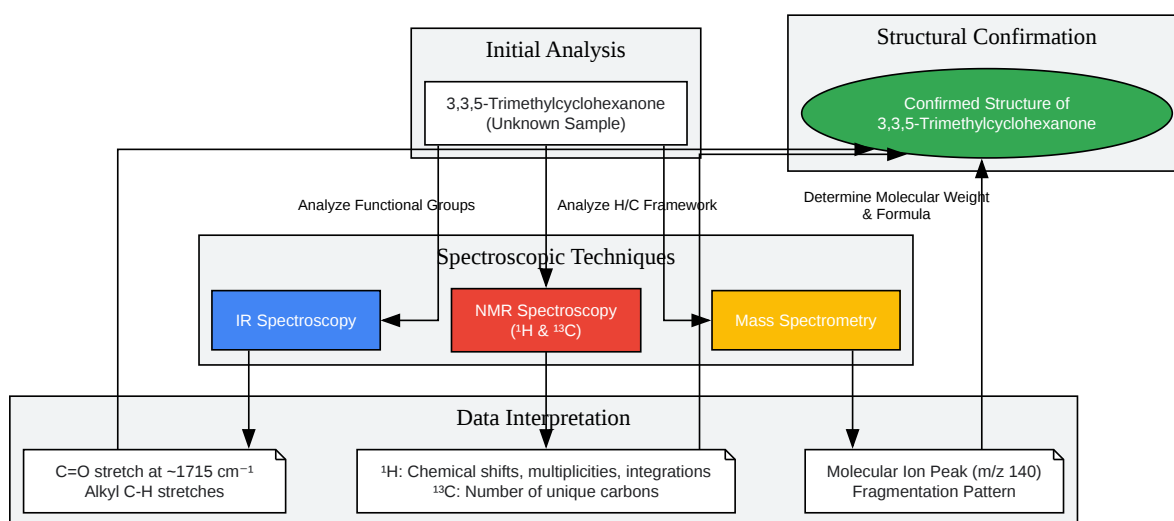 Initial Analysis
Structural Confirmation
3,3,5-Trimethylcyclohexanone
(Unknown Sample)
Confirmed Structure of
3,3,5-Trimethylcyclohexanone
Analyze Functional Groups
Analyze H/C Framework
Determine Molecular Weight
& Formula
Spectroscopic Techniques
IR Spectroscopy
NMR Spectroscopy
(¹H & ¹³C)
Mass Spectrometry
Data Interpretation
C=O stretch at ~1715 cm⁻¹
Alkyl C-H stretches
¹H: Chemical shifts, multiplicities, integrations
¹³C: Number of unique carbons
Molecular Ion Peak (m/z 140)
Fragmentation Pattern